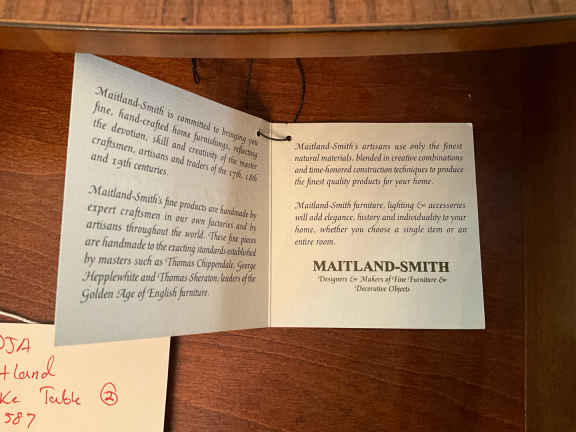 Maitland-Smith is committed to bringing you
fine, hand-crafted home furnishings, reflecting
the devotion, skill and creativity of the master
craftsmen, artisans and traders of the 17th, 18th
and 19th centuries.
Maitland-Smith's fine products are handmade by
expert craftsmen in our own factories and by
artisans throughout the world. These fine pieces
are handmade to the exacting standards established
by masters such as Thomas Chippendale, George
Hepplewhite and Thomas Sheraton, leaders of the
Golden Age of English furniture.
Maitland-Smith's artisans use only the finest
natural materials, blended in creative combinations
and time-honored construction techniques to produce
the finest quality products for your home.
Maitland-Smith furniture, lighting & accessories
will add elegance, history and individuality to your
home, whether you choose a single item or an
entire room.
MAITLAND-SMITH
Designers & Makers of Fine Furniture &
Decorative Objects
tland
Table 2
587